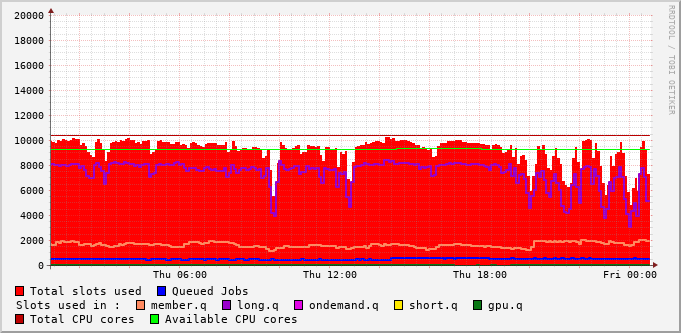 20000
18000
16000
14000
12000
10000
8000
6000
4000
2000
0
Thu 06:00 Thu 12:00 Thu 18:00 Fri 00:00
RRDTOOL / TOBI OETIKER
Total slots used Queued Jobs
Slots used in : member.q long.q ondemand.q short.q gpu.q
Total CPU cores Available CPU cores